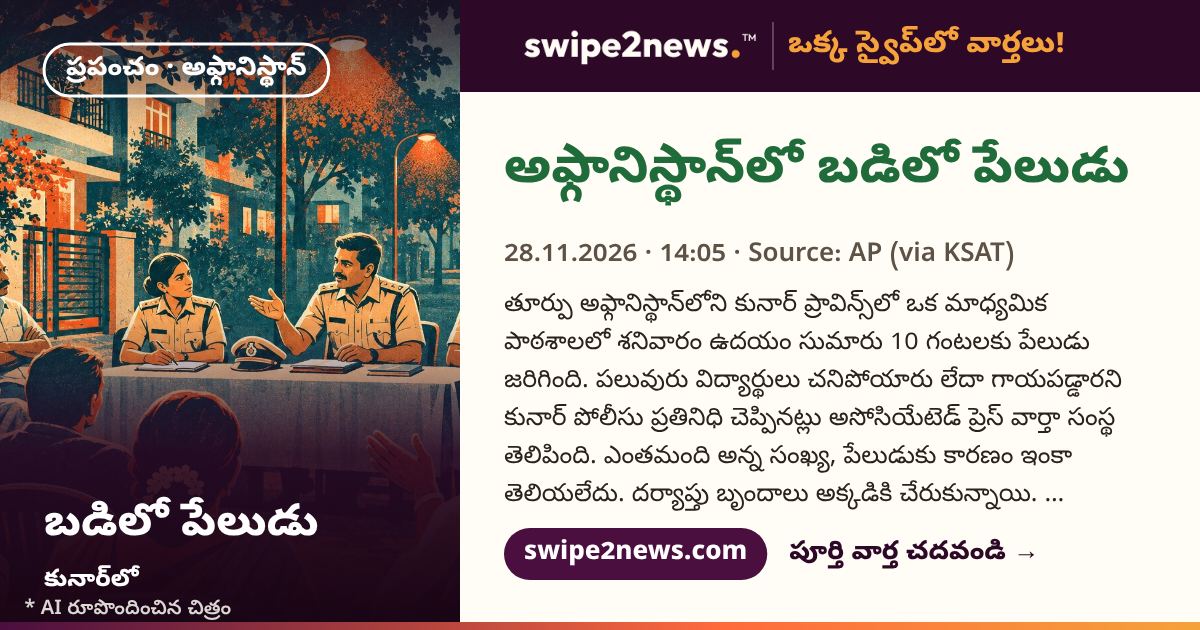 ప్రపంచం · అఫ్గానిస్థాన్
swipe2news.™ | ఒక్క స్వైప్‌లో వార్తలు!
అఫ్గానిస్థాన్‌లో బడిలో పేలుడు
28.11.2026 · 14:05 · Source: AP (via KSAT)
తూర్పు అఫ్గానిస్థాన్‌లోని కునార్ ప్రావిన్స్‌లో ఒక మాధ్యమిక
పాఠశాలలో శనివారం ఉదయం సుమారు 10 గంటలకు పేలుడు
జరిగింది. పలువురు విద్యార్థులు చనిపోయారు లేదా గాయపడ్డారని
కునార్ పోలీసు ప్రతినిధి చెప్పినట్లు అసోసియేటెడ్ ప్రెస్ వార్తా సంస్థ
తెలిపింది. ఎంతమంది అన్న సంఖ్య, పేలుడుకు కారణం ఇంకా
తెలియలేదు. దర్యాప్తు బృందాలు అక్కడికి చేరుకున్నాయి. ...
swipe2news.com పూర్తి వార్త చదవండి →
బడిలో పేలుడు
కునార్‌లో
* AI రూపొందించిన చిత్రం